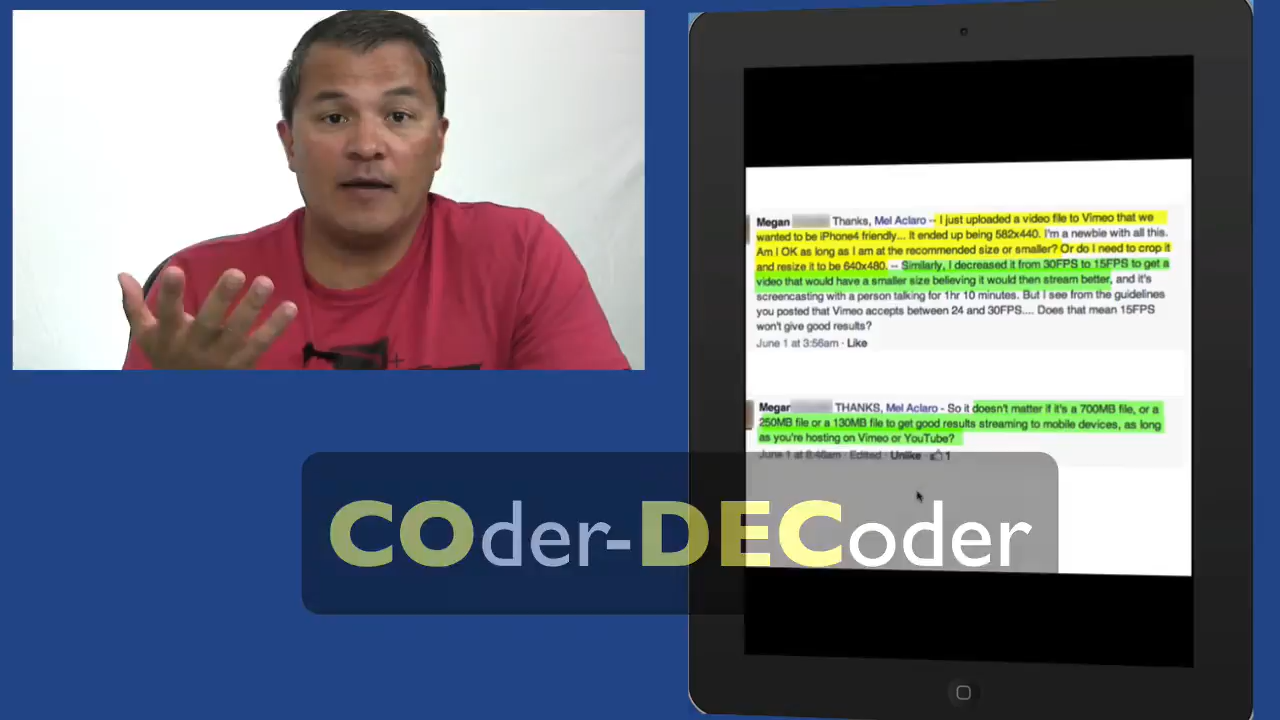 Megan Thanks, Mel Aclaro -- I just uploaded a video file to Vimeo that we
wanted to be iPhone4 friendly... It ended up being 582x440. I'm a newbie with all this.
Am I OK as long as I am at the recommended size or smaller? Or do I need to crop it
and resize it to be 640x480. -- Similarly, I decreased it from 30FPS to 15FPS to get a
video that would have a smaller size believing it would then stream better, and it's
screencasting with a person talking for 1hr 10 minutes. But I see from the guidelines
you posted that Vimeo accepts between 24 and 30FPS.... Does that mean 15FPS
won't give good results?
June 1 at 3:56am · Like
Megan THANKS, Mel Aclaro - So it doesn't matter if it's a 700MB file, or a
250MB file or a 130MB file to get good results streaming to mobile devices, as long
as you're hosting on Vimeo or YouTube?
June 1 at 8:46am · Edited · Unlike · 1
COder-DECoder